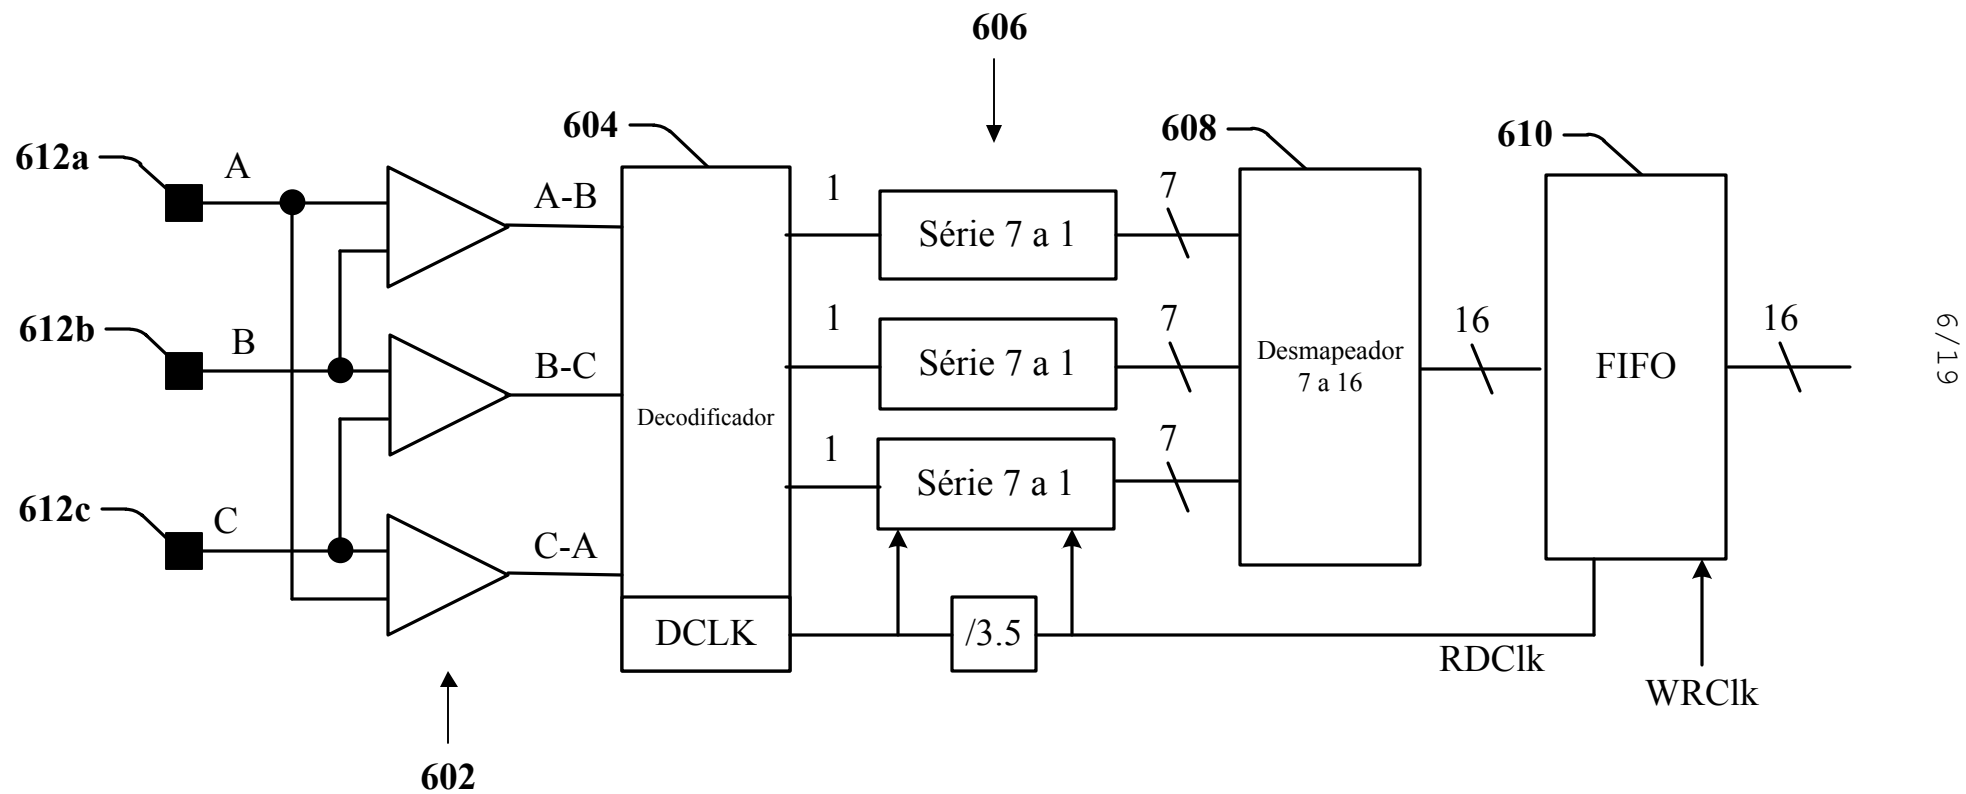 606
604
608
610
612a
A
A-B
1
Série 7 a 1
7
612b
B
B-C
1
Série 7 a 1
7
Desmapeador
7 a 16
16
FIFO
16
6/19
Decodificador
1
Série 7 a 1
7
612c
C
C-A
DCLK
/3.5
RDClk
WRClk
602